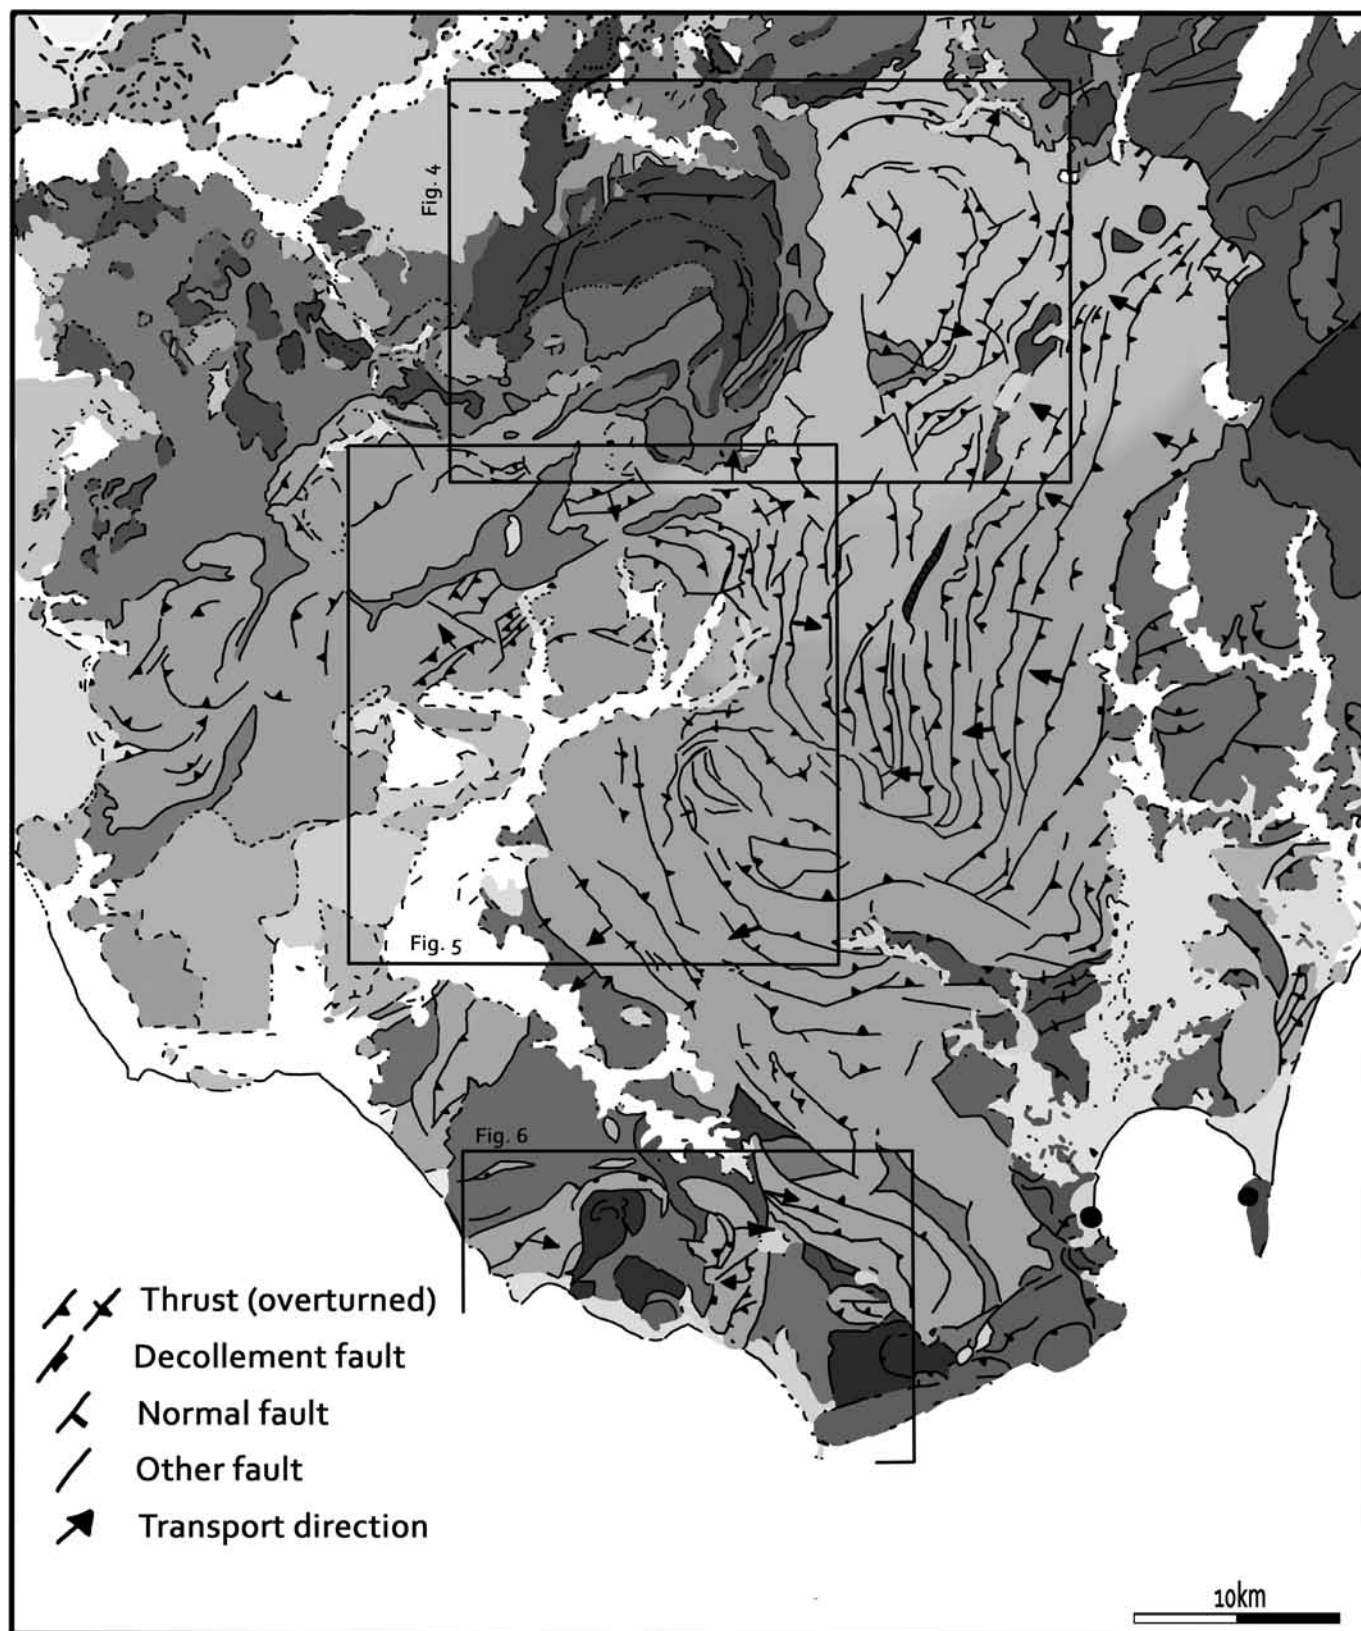 Fig. 4
Fig. 5
Fig. 6
Thrust (overturned)
Decollement fault
Normal fault
Other fault
Transport direction
10km